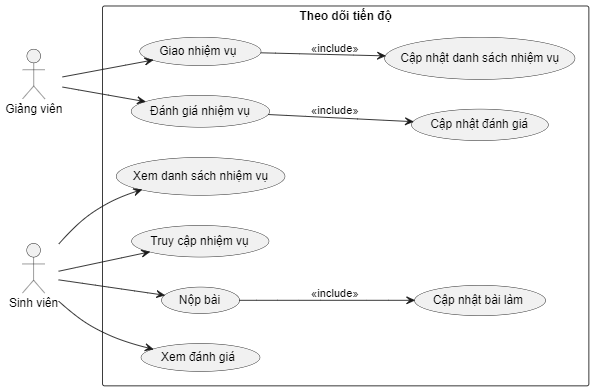 Theo dõi tiến độ
Giao nhiệm vụ
«include»
Cập nhật danh sách nhiệm vụ
Giảng viên
Đánh giá nhiệm vụ
«include»
Cập nhật đánh giá
Xem danh sách nhiệm vụ
Truy cập nhiệm vụ
Sinh viên
Nộp bài
«include»
Cập nhật bài làm
Xem đánh giá